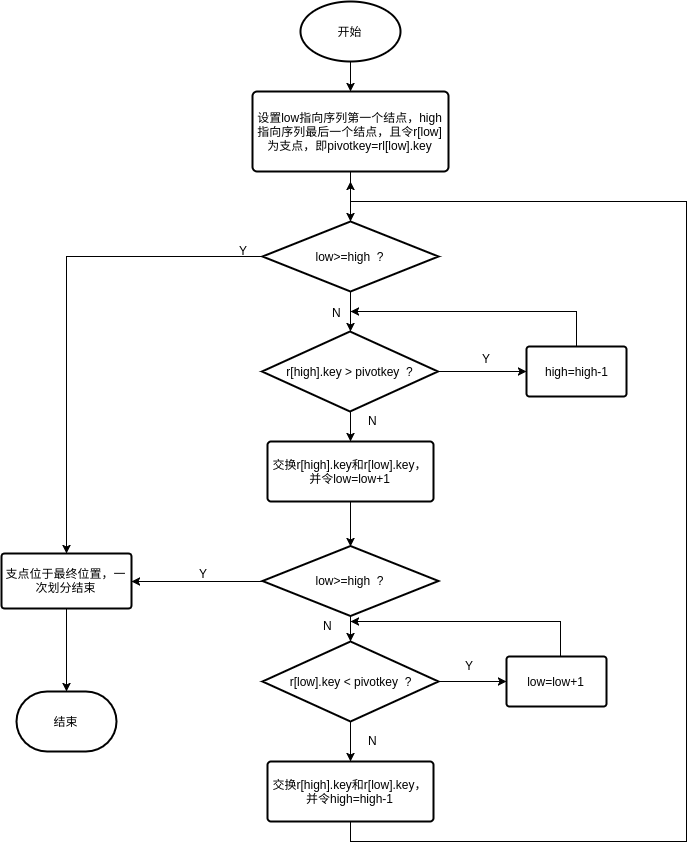 开始
设置low指向序列第一个结点，high
指向序列最后一个结点，且令r[low]
为支点，即pivotkey=rl[low].key
Y
low>=high ?
N
r[high].key > pivotkey ?
Y
high=high-1
N
交换r[high].key和r[low].key，
并令low=low+1
支点位于最终位置，一
次划分结束
Y
low>=high ?
N
r[low].key < pivotkey ?
Y
low=low+1
结束
N
交换r[high].key和r[low].key，
并令high=high-1